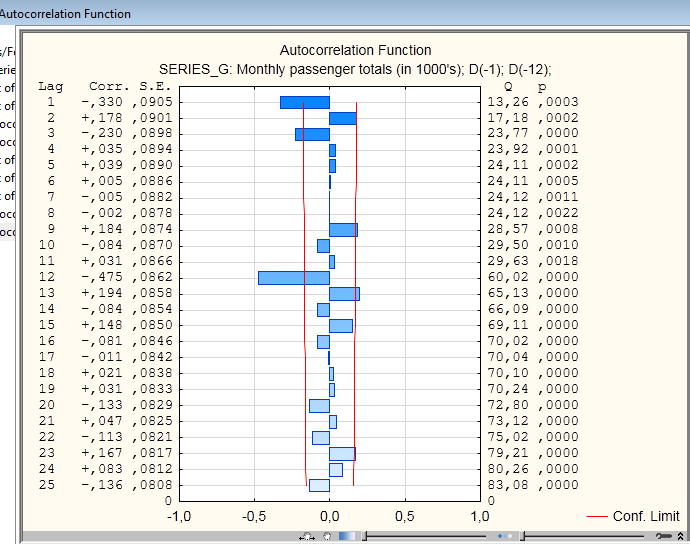 Autocorrelation Function
Autocorrelation Function
SERIES_G: Monthly passenger totals (in 1000's); D(-1); D(-12);
Lag Corr. S.E. Q p
1 -,330 ,0905 13,26 ,0003
2 +,178 ,0901 17,18 ,0002
3 -,230 ,0898 23,77 ,0000
4 +,035 ,0894 23,92 ,0001
5 +,039 ,0890 24,11 ,0002
6 +,005 ,0886 24,11 ,0005
7 -,005 ,0882 24,12 ,0011
8 -,002 ,0878 24,12 ,0022
9 +,184 ,0874 28,57 ,0008
10 -,084 ,0870 29,50 ,0010
11 +,031 ,0866 29,63 ,0018
12 -,475 ,0862 60,02 ,0000
13 +,194 ,0858 65,13 ,0000
14 -,084 ,0854 66,09 ,0000
15 +,148 ,0850 69,11 ,0000
16 -,081 ,0846 70,02 ,0000
17 -,011 ,0842 70,04 ,0000
18 +,021 ,0838 70,10 ,0000
19 +,031 ,0833 70,24 ,0000
20 -,133 ,0829 72,80 ,0000
21 +,047 ,0825 73,12 ,0000
22 -,113 ,0821 75,02 ,0000
23 +,167 ,0817 79,21 ,0000
24 +,083 ,0812 80,26 ,0000
25 -,136 ,0808 83,08 ,0000
0 0
-1,0 -0,5 0,0 0,5 1,0
Conf. Limit